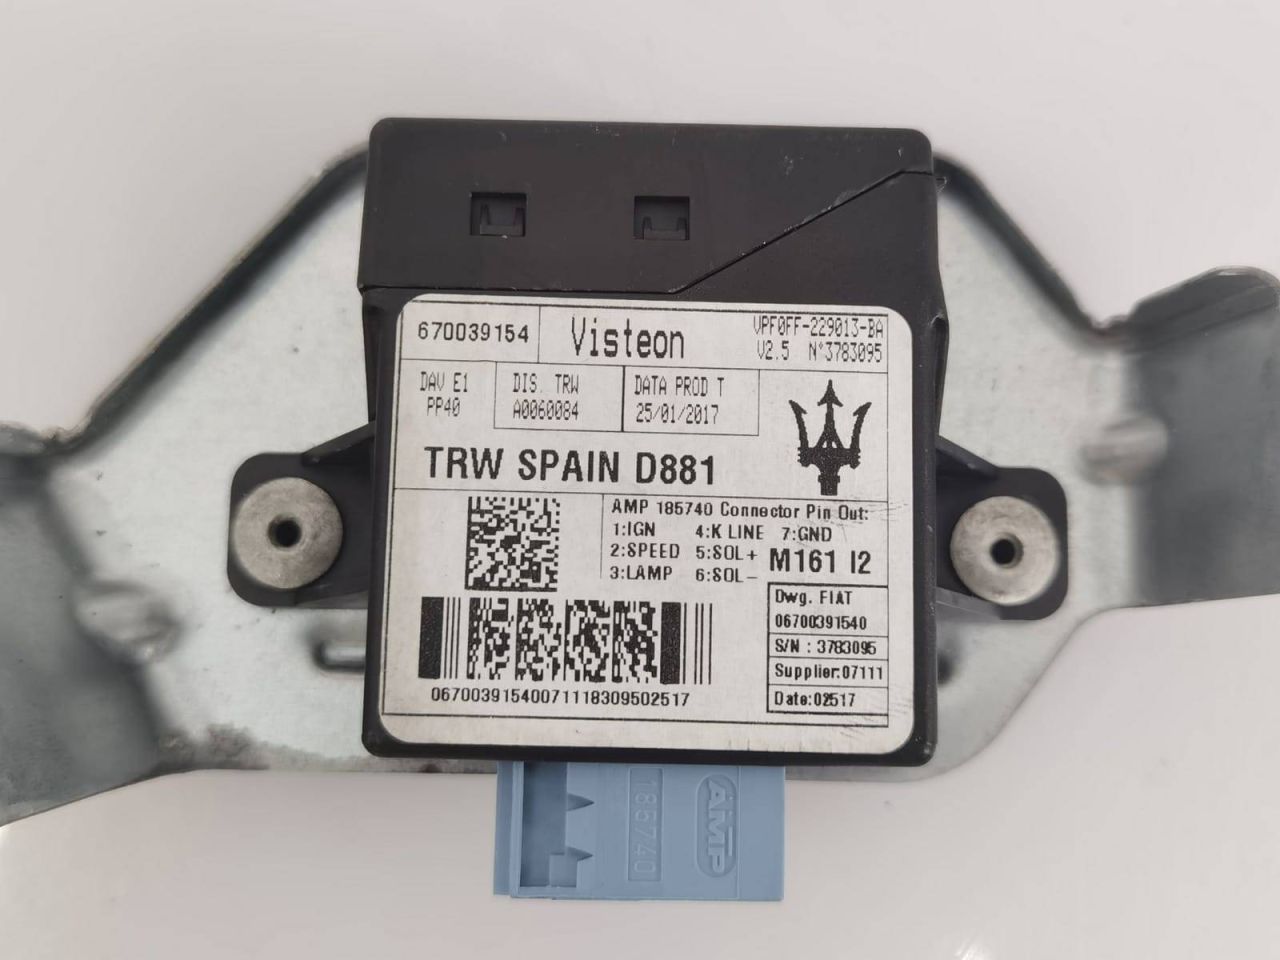 670039154
Visteon
VPF0FF-229013-BA
V2.5 N°3783095
DAV E1
PP40
DIS. TRW
A0060084
DATA PROD T
25/01/2017
TRW SPAIN D881
AMP 185740 Connector Pin Out:
1:IGN 4:K LINE 7:GND
2:SPEED 5:SOL+ M161 I2
3:LAMP 6:SOL-
Dwg. FIAT
06700391540
S/N : 3783095
Supplier:07111
Date:02517
067003915400711118309502517
185740
AMP